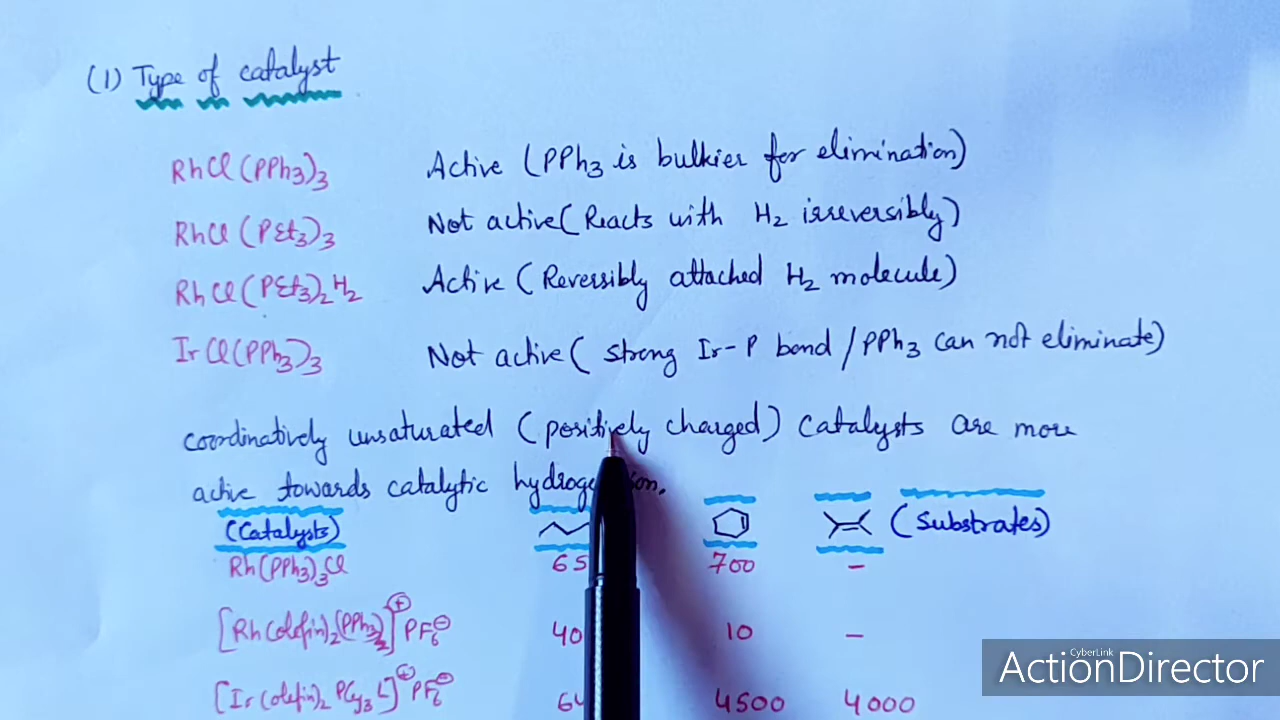 (1) Type of catalyst
RhCl(PPh3)3 Active (PPh3 is bulkier for elimination)
RhCl(PEt3)3 Not active (Reacts with H2 irreversibly)
RhCl(PEt3)2H2 Active (Reversibly attached H2 molecule)
IrCl(PPh3)3 Not active (strong Ir-P bond/PPh3 can not eliminate)
coordinatively unsaturated (positively charged) catalysts are more
active towards catalytic
(Catalysts) (Substrates)
Rh(PPh3)3Cl 700 -
[Rh(olefin)2(PPh3)2]⊕ PF6⊖ 10 -
[Ir(olefin)2 PCy3 L]⊕ PF6⊖ 4500 4000
CyberLink
ActionDirector